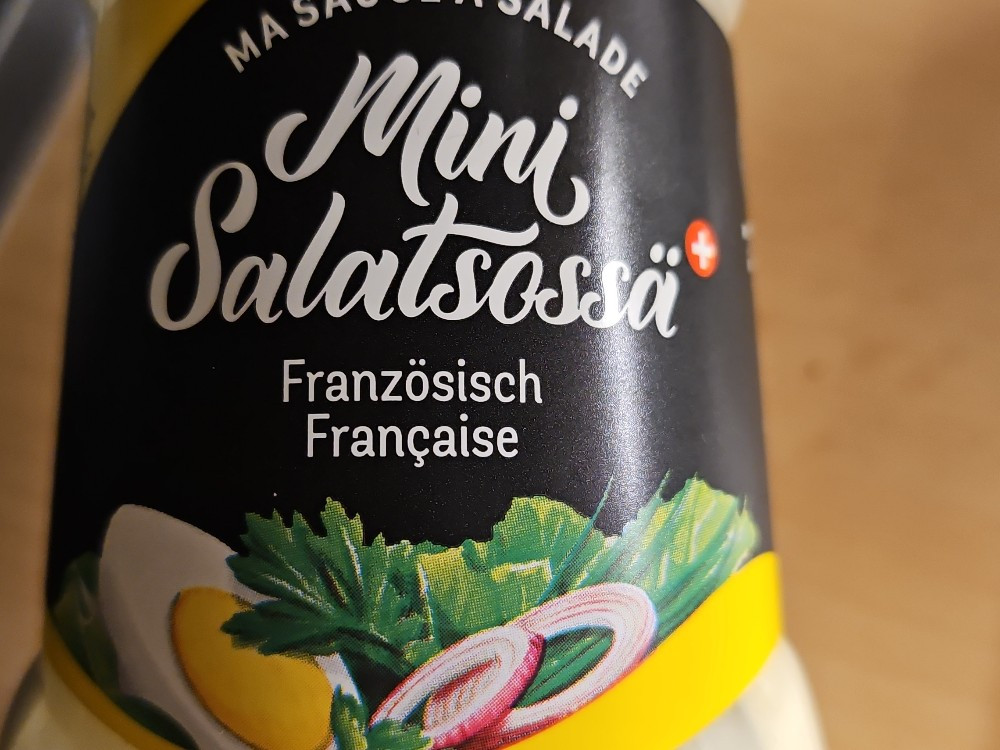 MA SAUCE À SALADE
Mini
Salatsossä
Französisch
Française